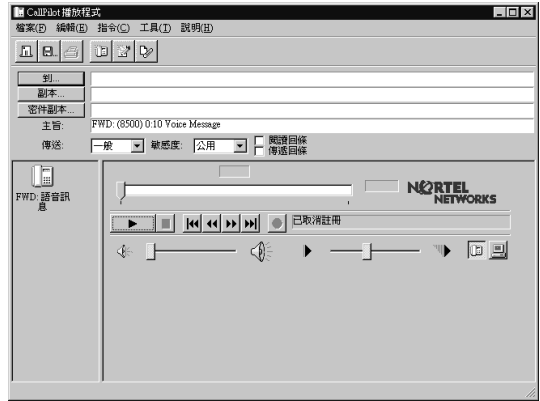 CallPilot 播放程式
檔案(F) 編輯(E) 指令(C) 工具(T) 說明(H)
到...
副本...
密件副本...
主旨: FWD: (8500) 0:10 Voice Message
傳送: 一般 敏感度: 公用 閱讀回條
傳遞回條
FWD: 語音訊
息
NORTEL
NETWORKS
已取消註冊